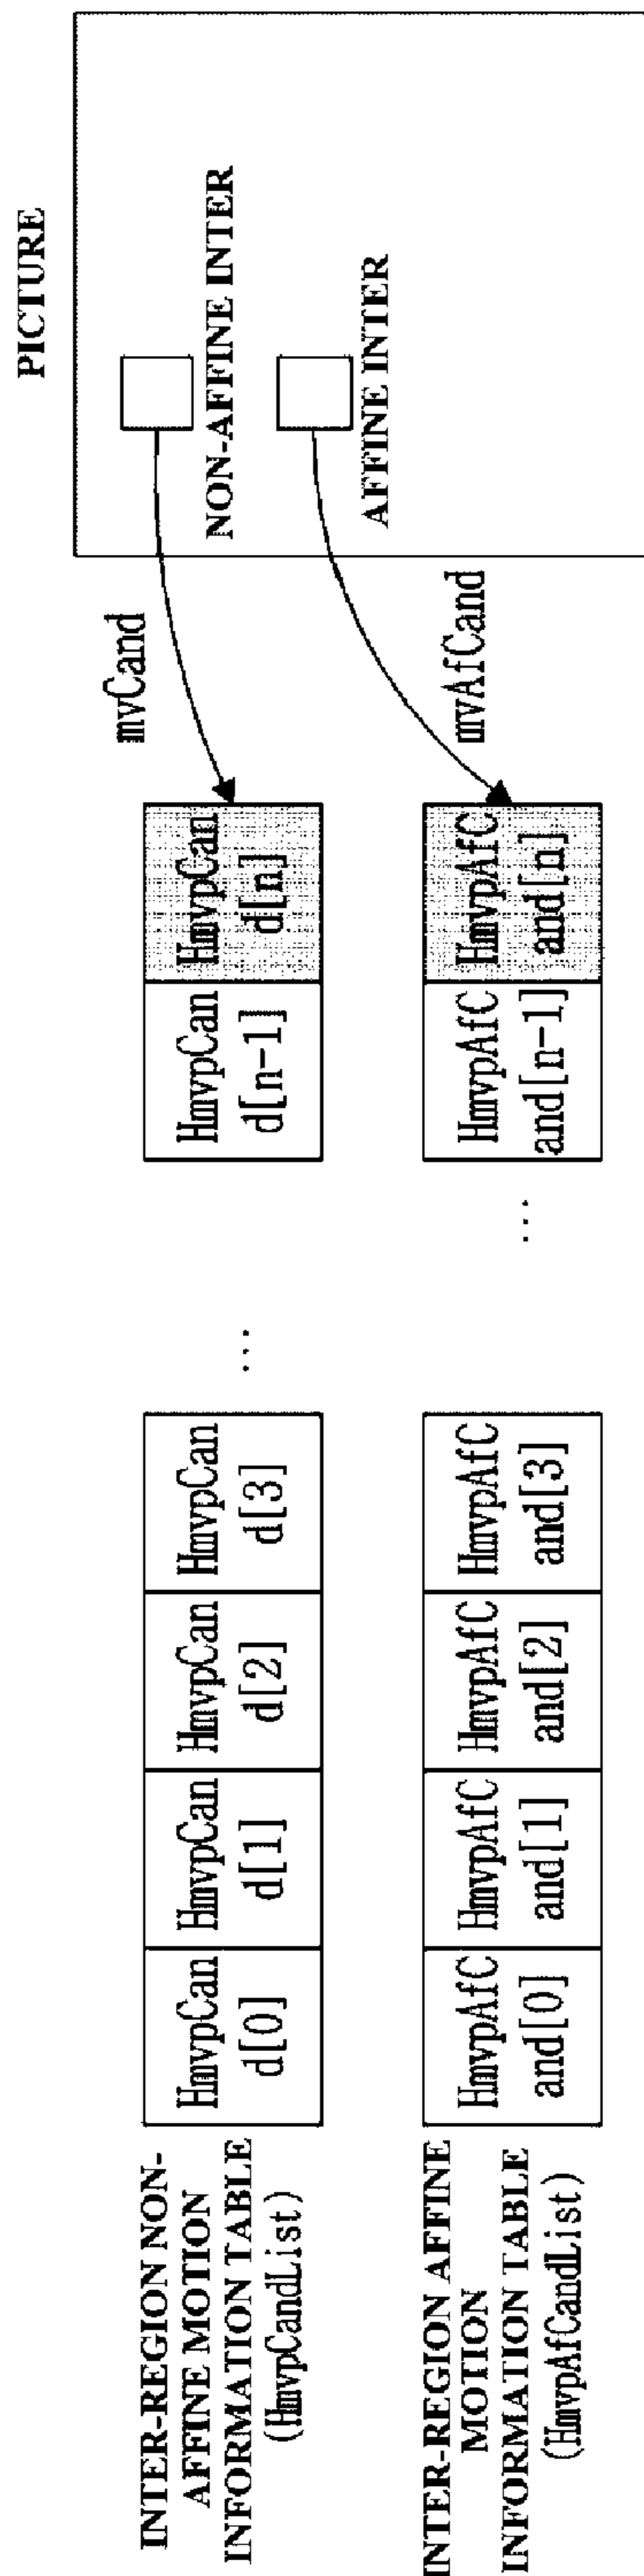 PICTURE
NON-AFFINE INTER
AFFINE INTER
mvCand
mvAfCand
INTER-REGION NON-
AFFINE MOTION
INFORMATION TABLE
(HmvpCandList)
HmvpCan
d[0]
HmvpCan
d[1]
HmvpCan
d[2]
HmvpCan
d[3]
...
HmvpCan
d[n-1]
HmvpCan
d[n]
INTER-REGION AFFINE
MOTION
INFORMATION TABLE
(HmvpAfCandList)
HmvpAfC
and[0]
HmvpAfC
and[1]
HmvpAfC
and[2]
HmvpAfC
and[3]
...
HmvpAfC
and[n-1]
HmvpAfC
and[n]